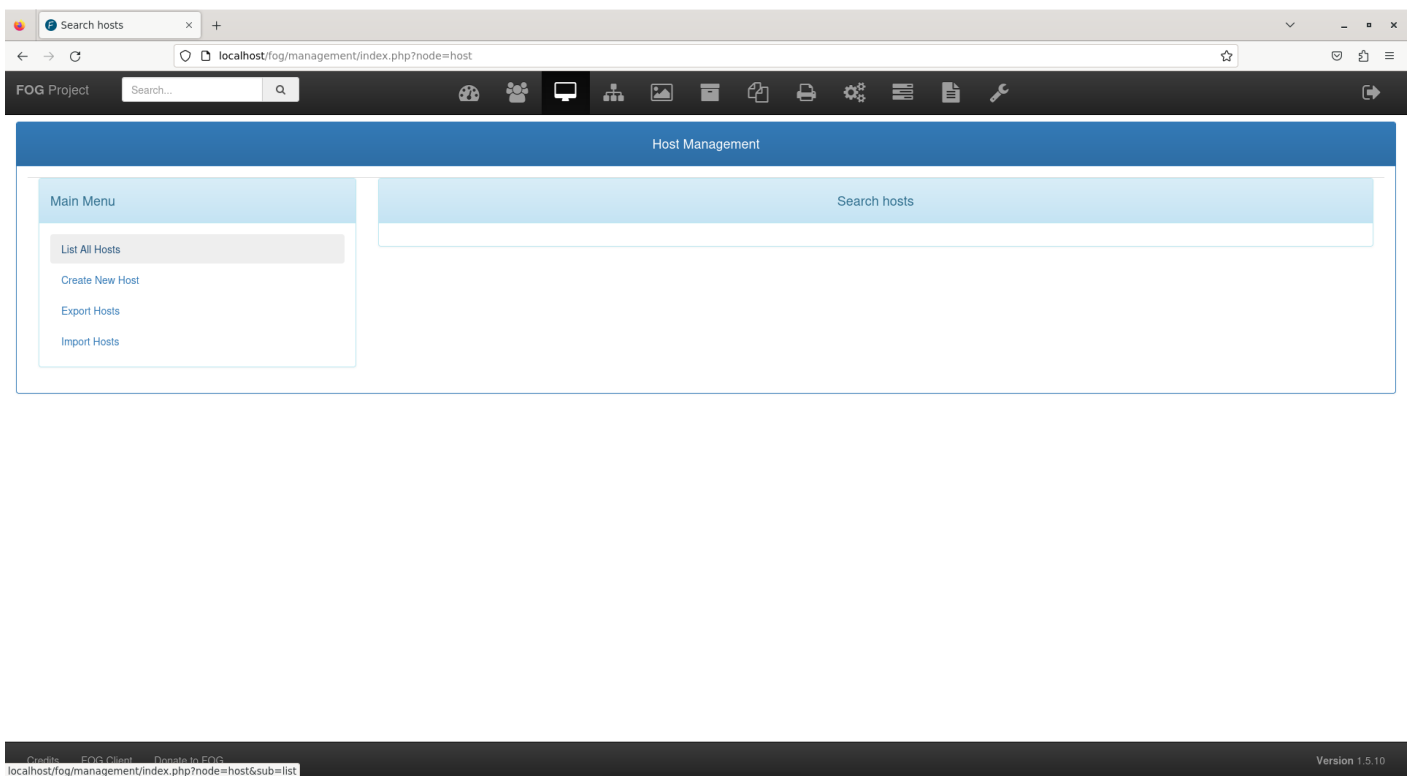 Search hosts
localhost/fog/management/index.php?node=host
FOG Project Search...
Host Management
Main Menu
Search hosts
List All Hosts
Create New Host
Export Hosts
Import Hosts
Credits FOG Client Donate to FOG
Version 1.5.10
localhost/fog/management/index.php?node=host&sub=list